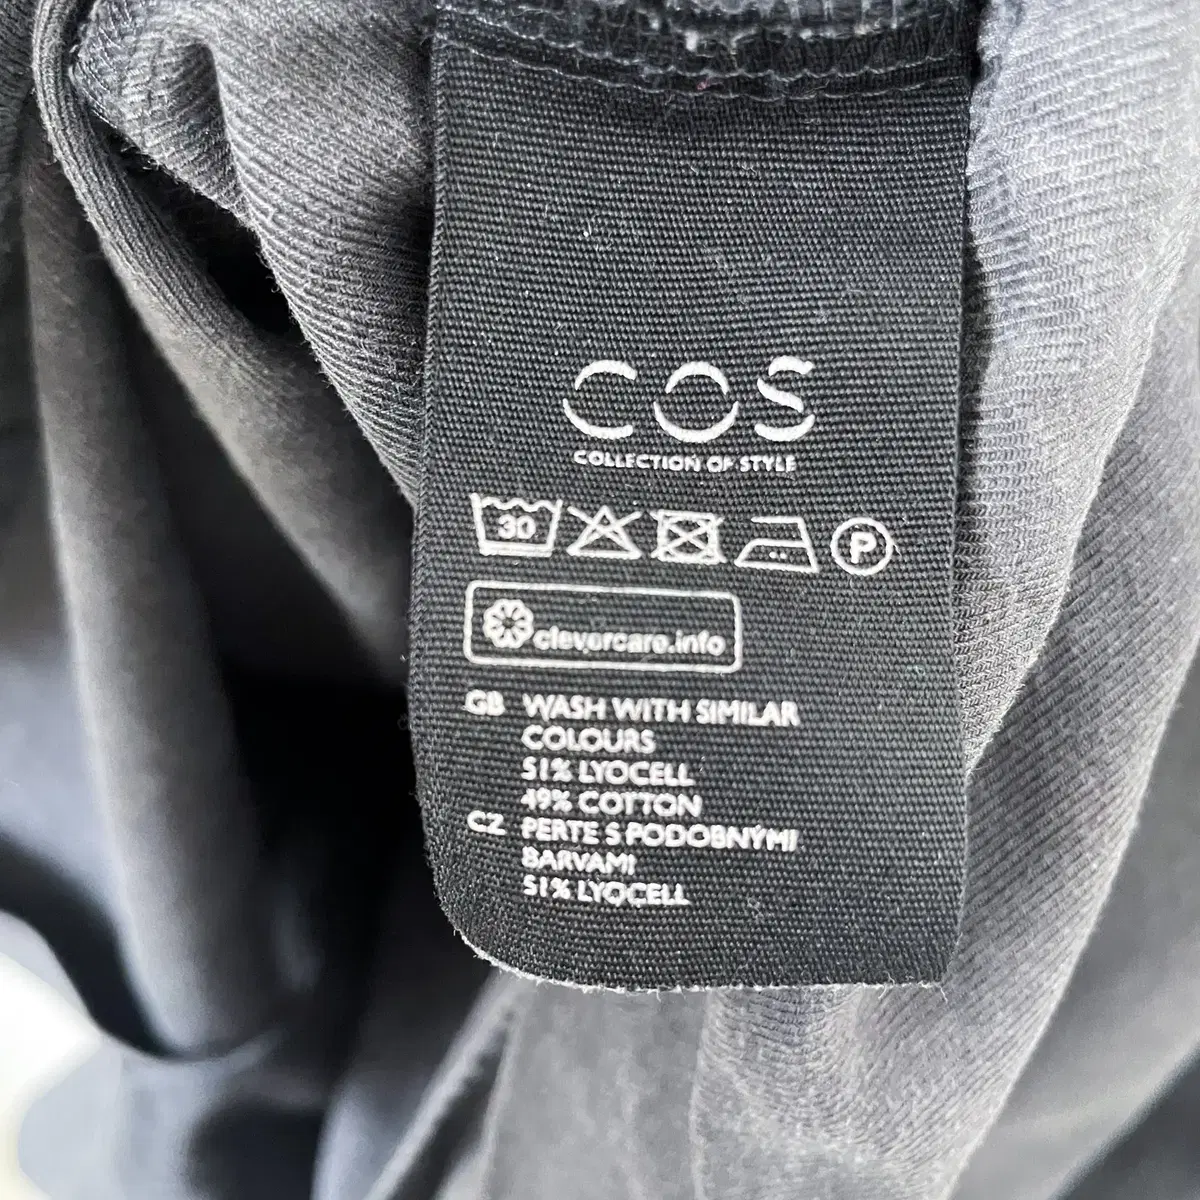 COS
COLLECTION OF STYLE
30
P
clevercare.info
GB WASH WITH SIMILAR
COLOURS
51% LYOCELL
49% COTTON
CZ PERTE S PODOBNÝMI
BARVAMI
51% LYOCELL